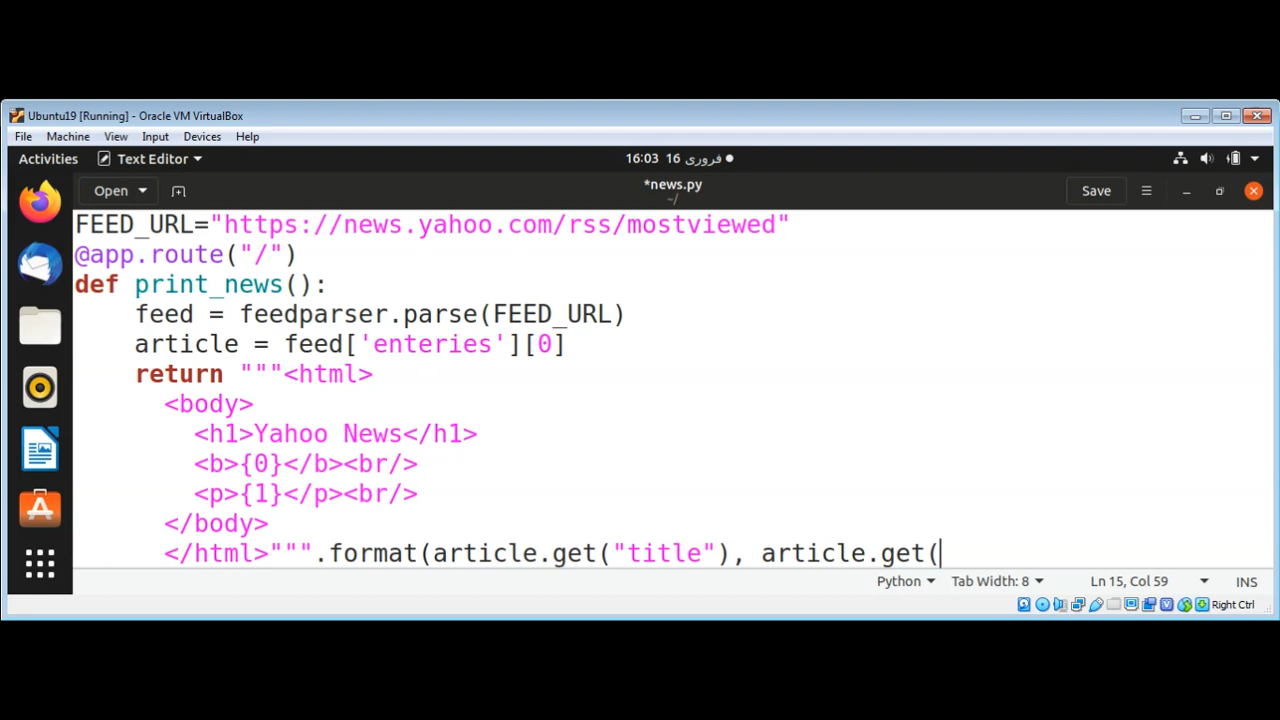 Ubuntu19 [Running] - Oracle VM VirtualBox
File Machine View Input Devices Help
Activities Text Editor 16:03 16 فروری
Open *news.py Save
~/
FEED_URL="https://news.yahoo.com/rss/mostviewed"
@app.route("/")
def print_news():
    feed = feedparser.parse(FEED_URL)
    article = feed['enteries'][0]
    return """<html>
      <body>
        <h1>Yahoo News</h1>
        <b>{0}</b><br/>
        <p>{1}</p><br/>
      </body>
      </html>""".format(article.get("title"), article.get(
Python Tab Width: 8 Ln 15, Col 59 INS
Right Ctrl